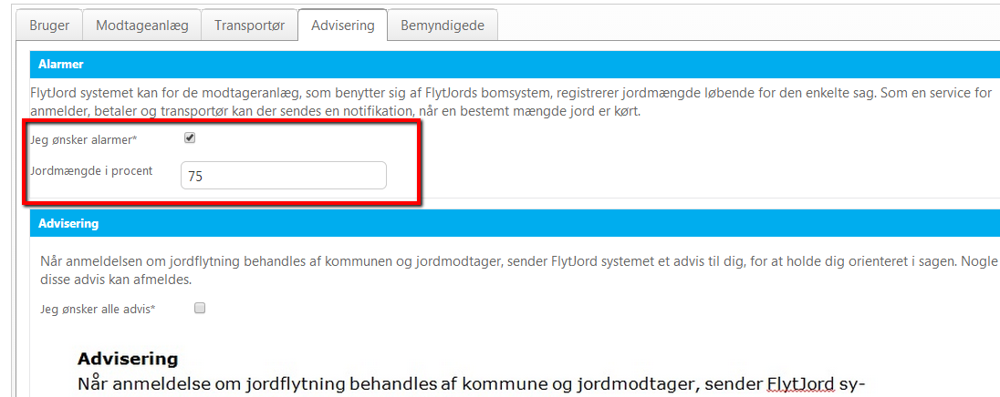 Bruger Modtageanlæg Transportør Advisering Bemyndigede
Alarmer
FlytJord systemet kan for de modtageranlæg, som benytter sig af FlytJords bomsystem, registrerer jordmængde løbende for den enkelte sag. Som en service for
anmelder, betaler og transportør kan der sendes en notifikation, når en bestemt mængde jord er kørt.
Jeg ønsker alarmer*
Jordmængde i procent 75
Advisering
Når anmeldelsen om jordflytning behandles af kommunen og jordmodtager, sender FlytJord systemet et advis til dig, for at holde dig orienteret i sagen. Nogle
disse advis kan afmeldes.
Jeg ønsker alle advis*
Advisering
Når anmeldelse om jordflytning behandles af kommune og jordmodtager, sender FlytJord sy-